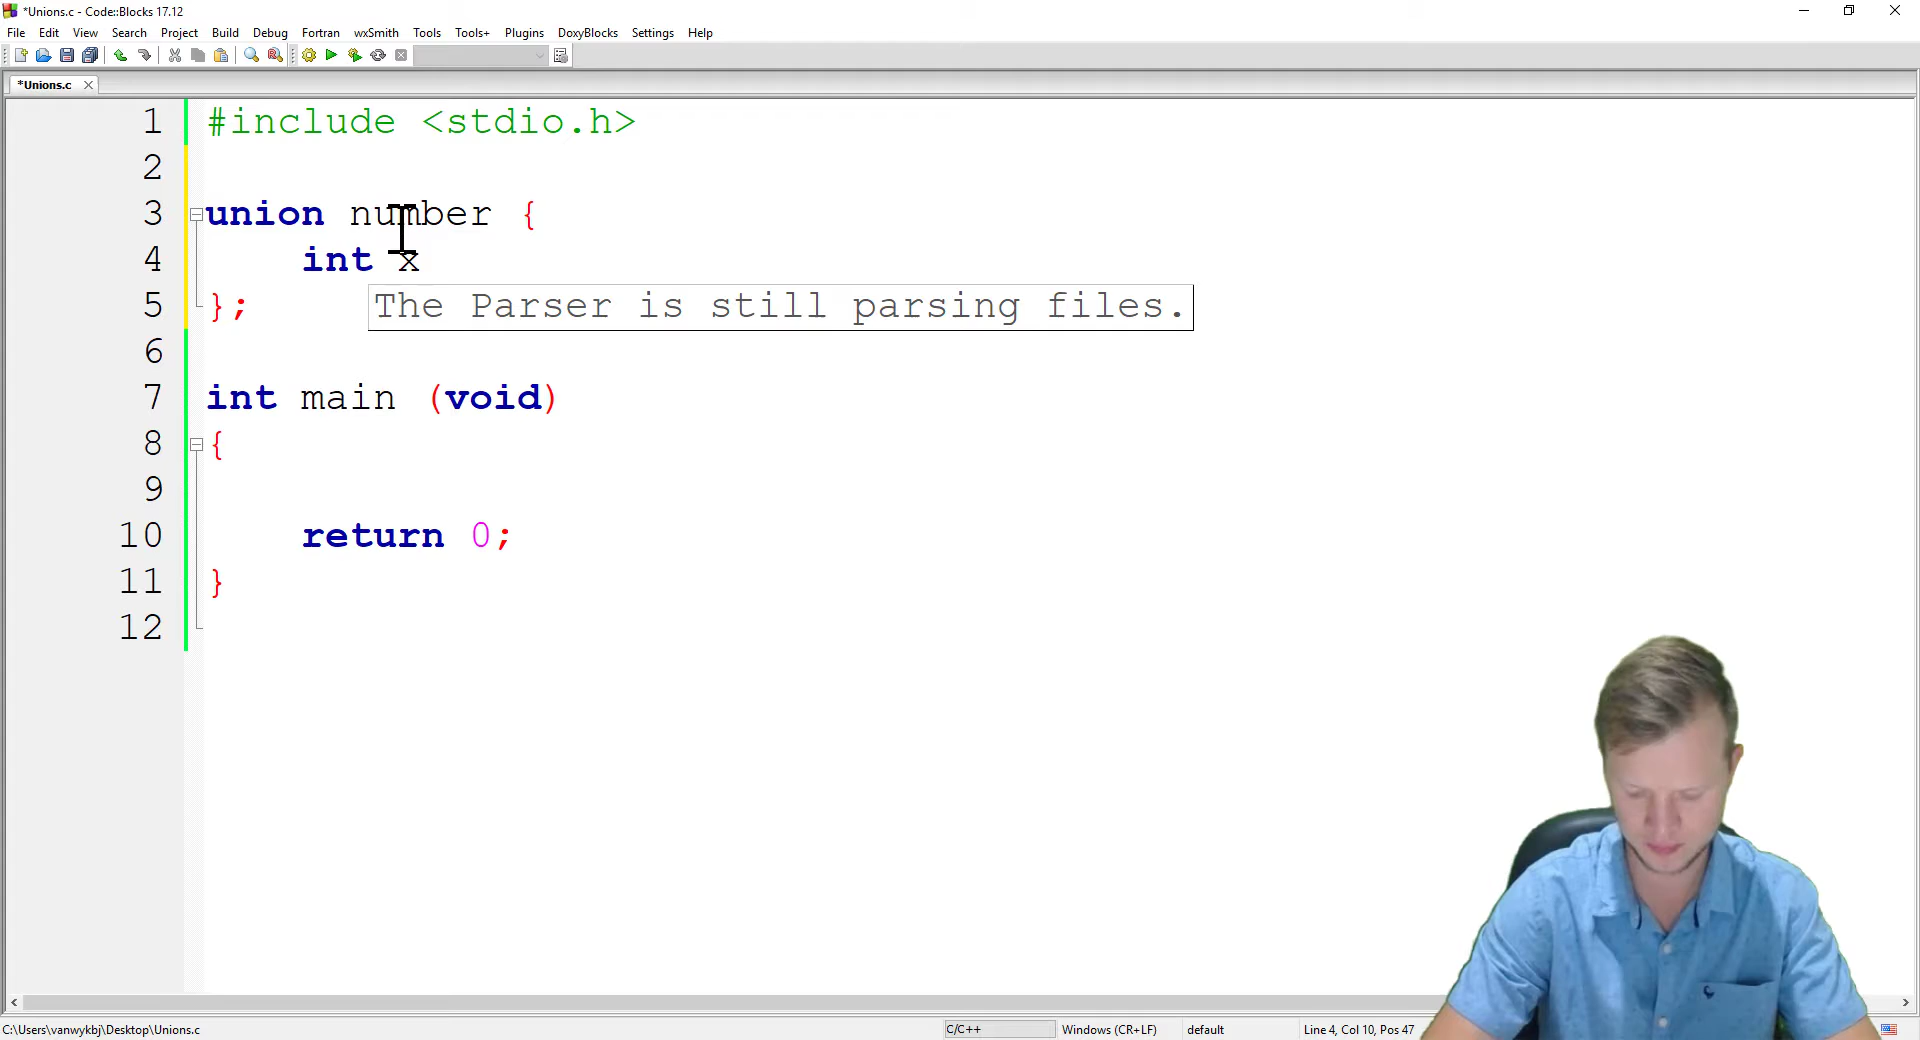 *Unions.c - Code::Blocks 17.12
File Edit View Search Project Build Debug Fortran wxSmith Tools Tools+ Plugins DoxyBlocks Settings Help
*Unions.c
1 #include <stdio.h>
2
3 union number {
4 int x
The Parser is still parsing files.
5 };
6
7 int main (void)
8 {
9
10 return 0;
11 }
12
C:\Users\vanwykbj\Desktop\Unions.c C/C++ Windows (CR+LF) default Line 4, Col 10, Pos 47